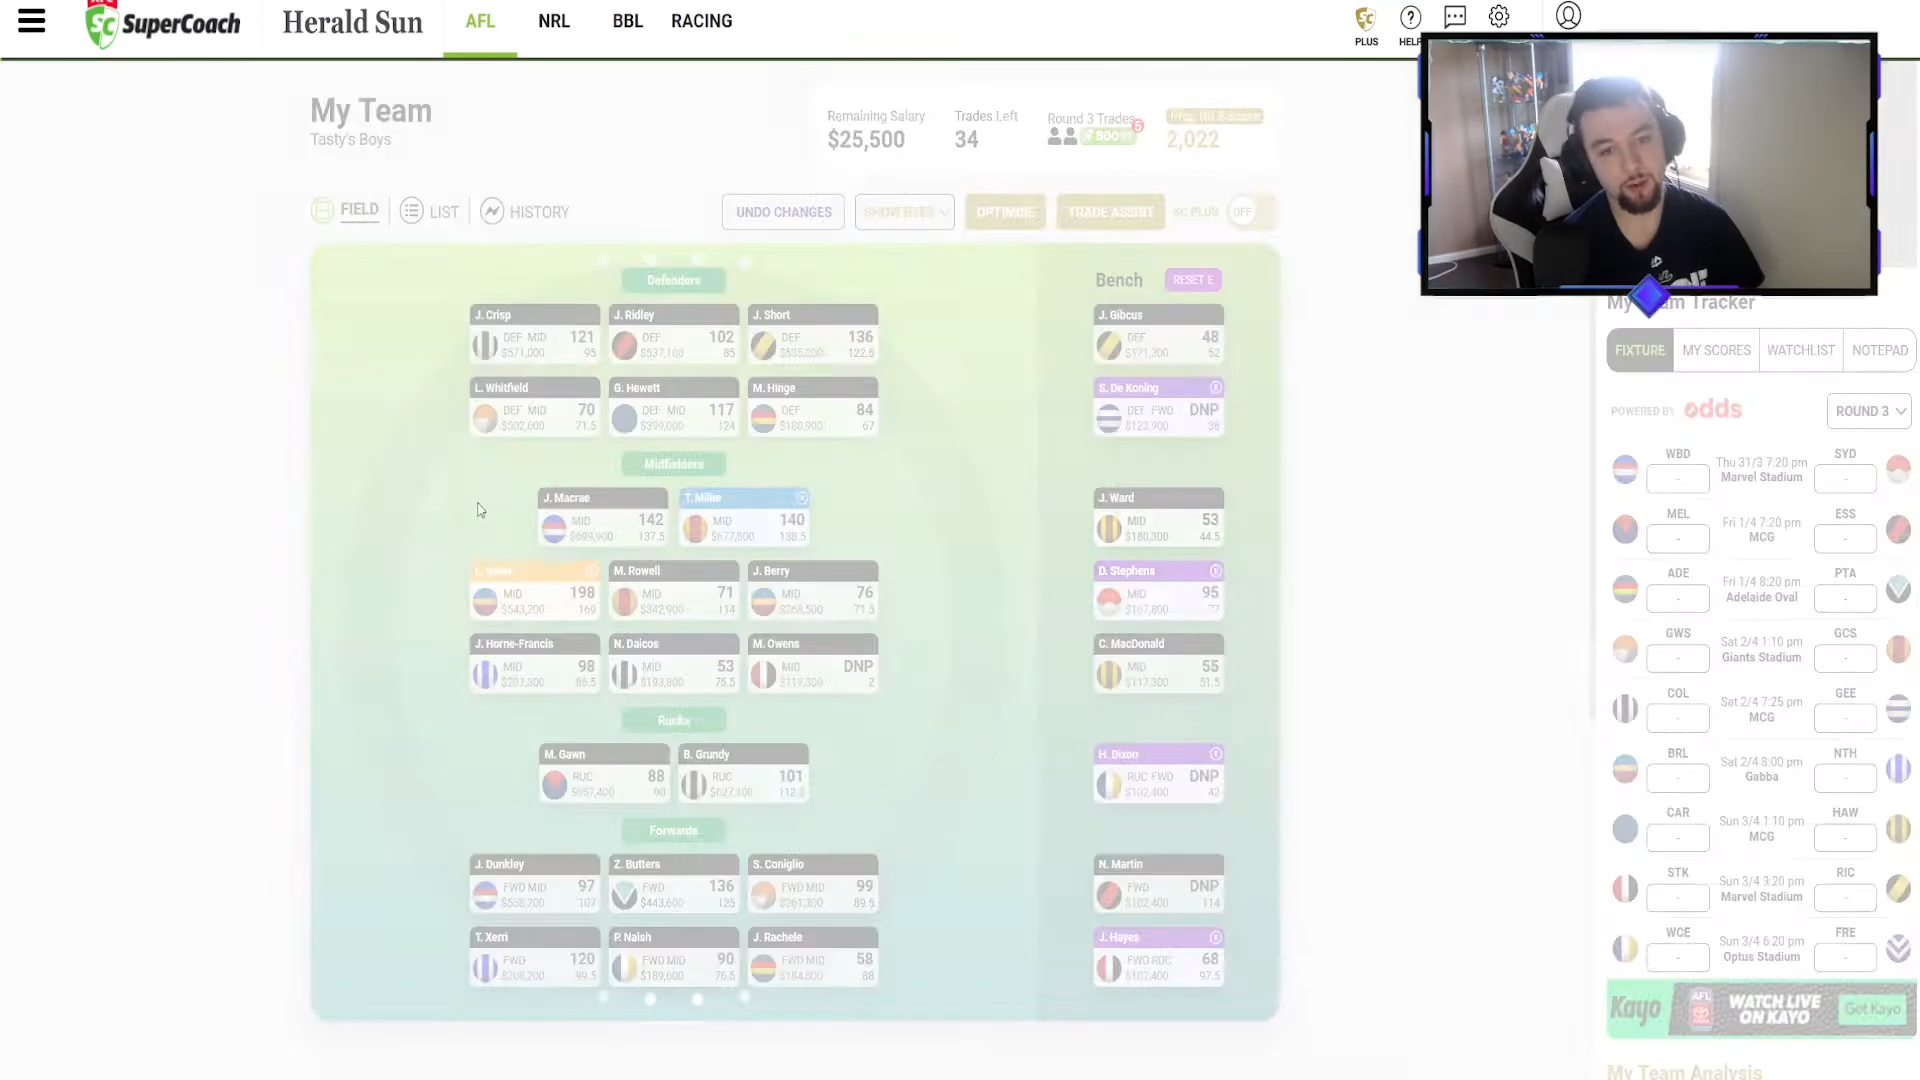 SuperCoach
Herald Sun
AFL
NRL
BBL
RACING
PLUS
HELP
My Team
Tasty's Boys
Remaining Salary
$25,500
Trades Left
34
Round 3 Trades
BOOST
5
2,022
FIELD
LIST
HISTORY
UNDO CHANGES
OPTIMISE
TRADE ASSIST
SC PLUS
OFF
Defenders
Bench
RESET E
J. Crisp
DEF MID 121
$571,000 95
J. Ridley
DEF 102
$537,100 85
J. Short
DEF 136
122.5
J. Gibcus
DEF 48
$171,300 52
L. Whitfield
DEF MID 70
$502,600 71.5
G. Hewett
DEF MID 117
$399,000 124
M. Hinge
DEF 84
$180,900 67
S. De Koning
DEF FWD DNP
$123,900 38
Midfielders
J. Macrae
MID 142
$699,900 137.5
MID 140
$677,800 138.5
J. Ward
MID 53
$180,300 44.5
MID 198
$543,200 169
M. Rowell
MID 71
$342,900 114
J. Berry
MID 76
$268,500 71.5
D. Stephens
MID 95
$167,800 77
J. Horne-Francis
MID 98
$207,300 86.5
N. Daicos
MID 53
$193,800 75.5
M. Owens
MID DNP
$117,300 2
C. MacDonald
MID 55
$117,300 51.5
Rucks
M. Gawn
RUC 88
$657,400 90
B. Grundy
RUC 101
$627,100
H. Dixon
RUC FWD DNP
$102,400 42
Forwards
J. Dunkley
FWD MID 97
107
Z. Butters
FWD 136
$443,600 125
S. Coniglio
FWD MID 99
$261,300 89.5
N. Martin
FWD DNP
$102,400 114
T. Xerri
FWD 120
$208,200 99.5
P. Naish
FWD MID 90
$189,600 76.5
J. Rachele
FWD MID 58
$184,800 88
J. Hayes
FWD RUC 68
$102,400 97.5
Team Tracker
FIXTURE
MY SCORES
WATCHLIST
NOTEPAD
POWERED BY
odds
ROUND 3
WBD
Thu 31/3 7:20 pm
Marvel Stadium
SYD
MEL
Fri 1/4 7:20 pm
MCG
ESS
ADE
Fri 1/4 8:20 pm
Adelaide Oval
PTA
GWS
Sat 2/4 1:10 pm
Giants Stadium
GCS
COL
Sat 2/4 7:25 pm
MCG
GEE
BRL
Sat 2/4 8:00 pm
Gabba
NTH
CAR
Sun 3/4 1:10 pm
MCG
HAW
STK
Sun 3/4 3:20 pm
Marvel Stadium
RIC
WCE
Sun 3/4 6:20 pm
Optus Stadium
FRE
Kayo
AFL
WATCH LIVE
ON KAYO
Get Kayo
My Team Analysis